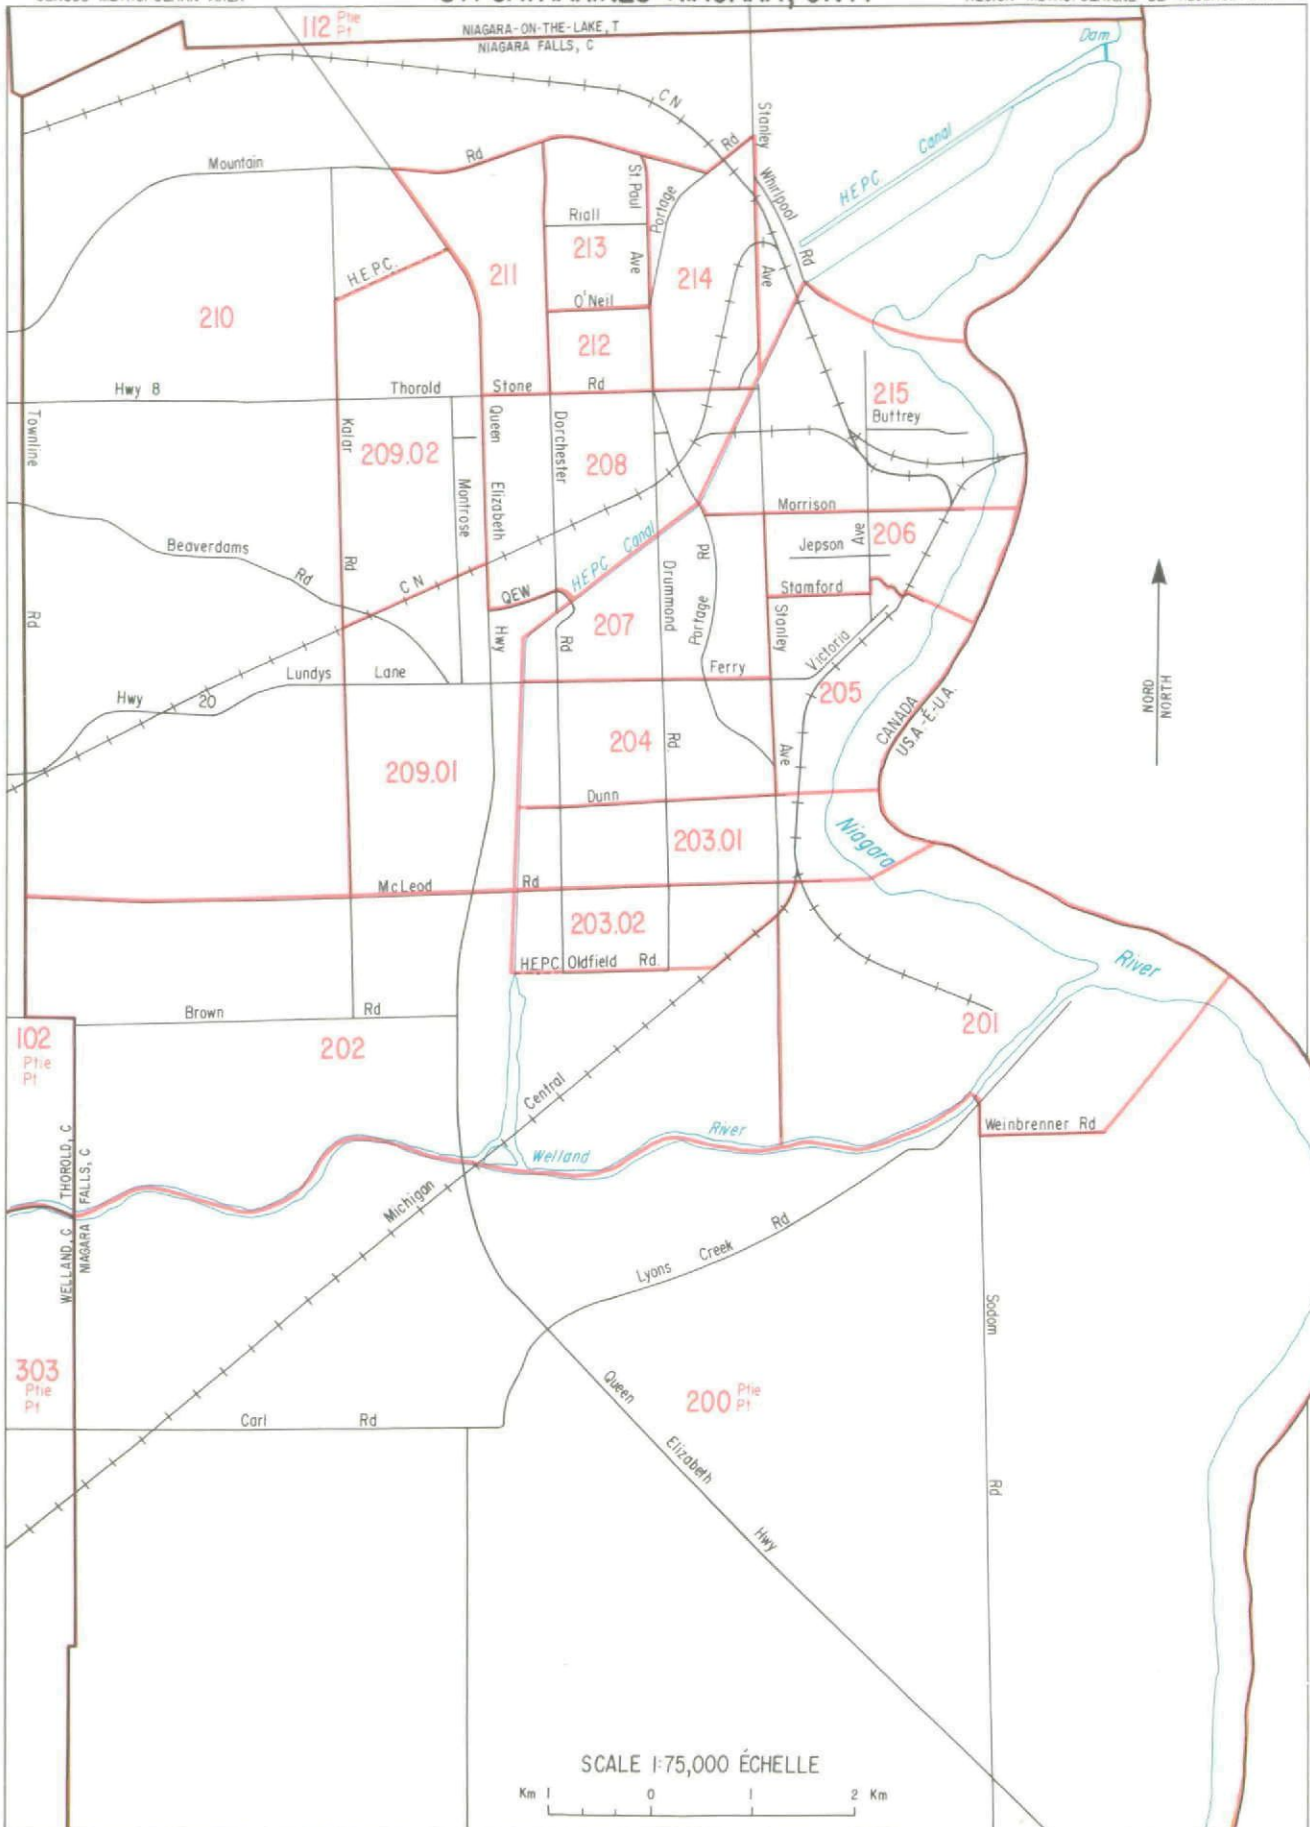 112 Ptie
Pt
NIAGARA-ON-THE-LAKE, T
NIAGARA FALLS, C
Dam
CN
Stanley
Rd
Mountain
Rd
HEPC Canal
St. Paul
Portage
Whirlpool
Riall
213
Ave
214
Ave
Rd
211
H.E.P.C.
210
O'Neil
212
Hwy 8
Thorold
Stone
Rd
215
Buttrey
Townline
Kalar
Queen
Dorchester
209.02
208
Montrose
Elizabeth
Morrison
HEPC Canal
Ave
206
Beaverdams
Rd
Rd
Jepson
Drummond
Rd
CN
QEW
Stamford
Rd
207
Portage
Stanley
Hwy
Rd
Victoria
Ferry
Lundys Lane
Hwy 20
205
CANADA
U.S.A.-É-U.A.
NORD
NORTH
204
Rd.
Ave
209.01
Dunn
203.01
Niagara
McLeod
Rd
203.02
H.E.P.C. Oldfield Rd.
River
Brown
Rd
201
102
Ptie
Pt
202
Central
Weinbrenner Rd
River
Welland
THOROLD, C
NIAGARA FALLS, C
WELLAND, C
Michigan
Rd
Creek
Lyons
Sodom
303
Ptie
Pt
Queen
200 Ptie
Pt
Carl
Rd
Elizabeth
Rd
Hwy
SCALE 1:75,000 ÉCHELLE
Km 1 0 1 2 Km